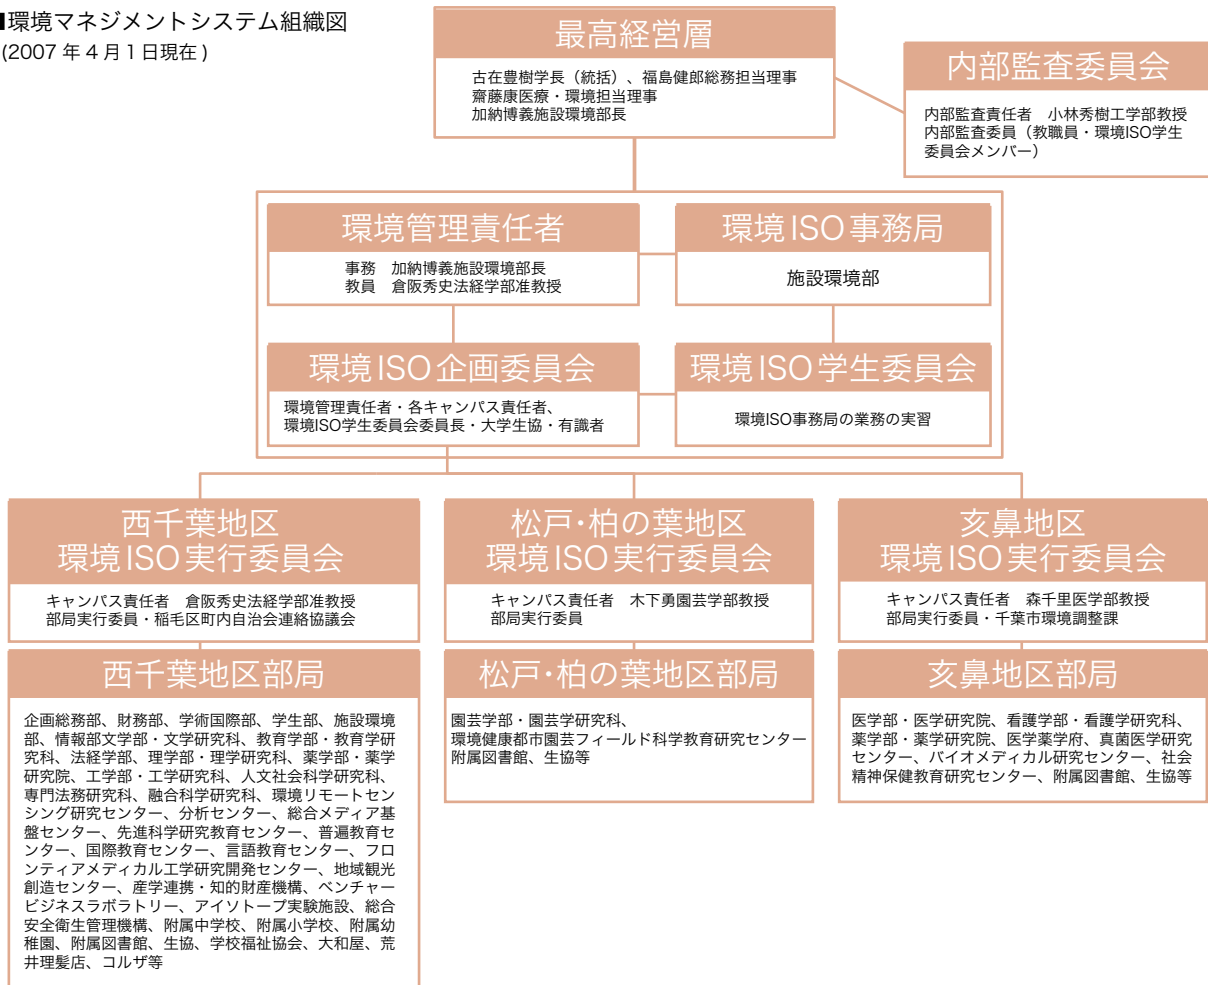 ■環境マネジメントシステム組織図
(2007 年 4 月 1 日現在 )
最高経営層
古在豊樹学長（統括）、福島健郎総務担当理事
齋藤康医療・環境担当理事
加納博義施設環境部長
内部監査委員会
内部監査責任者　小林秀樹工学部教授
内部監査委員（教職員・環境ISO学生
委員会メンバー）
環境管理責任者
事務　加納博義施設環境部長
教員　倉阪秀史法経学部准教授
環境 ISO 事務局
施設環境部
環境 ISO 企画委員会
環境管理責任者・各キャンパス責任者、
環境ISO学生委員会委員長・大学生協・有識者
環境 ISO 学生委員会
環境ISO事務局の業務の実習
西千葉地区
環境 ISO 実行委員会
キャンパス責任者　倉阪秀史法経学部准教授
部局実行委員・稲毛区町内自治会連絡協議会
松戸･柏の葉地区
環境 ISO 実行委員会
キャンパス責任者　木下勇園芸学部教授
部局実行委員
亥鼻地区
環境 ISO 実行委員会
キャンパス責任者　森千里医学部教授
部局実行委員・千葉市環境調整課
西千葉地区部局
企画総務部、財務部、学術国際部、学生部、施設環境
部、情報部文学部・文学研究科、教育学部・教育学研
究科、法経学部、理学部・理学研究科、薬学部・薬学
研究院、工学部・工学研究科、人文社会科学研究科、
専門法務研究科、融合科学研究科、環境リモートセン
シング研究センター、分析センター、総合メディア基
盤センター、先進科学研究教育センター、普遍教育セ
ンター、国際教育センター、言語教育センター、フロ
ンティアメディカル工学研究開発センター、地域観光
創造センター、産学連携・知的財産機構、ベンチャー
ビジネスラボラトリー、アイソトープ実験施設、総合
安全衛生管理機構、附属中学校、附属小学校、附属幼
稚園、附属図書館、生協、学校福祉協会、大和屋、荒
井理髪店、コルザ等
松戸･柏の葉地区部局
園芸学部・園芸学研究科、
環境健康都市園芸フィールド科学教育研究センター
附属図書館、生協等
亥鼻地区部局
医学部・医学研究院、看護学部・看護学研究科、
薬学部・薬学研究院、医学薬学府、真菌医学研究
センター、バイオメディカル研究センター、社会
精神保健教育研究センター、附属図書館、生協等